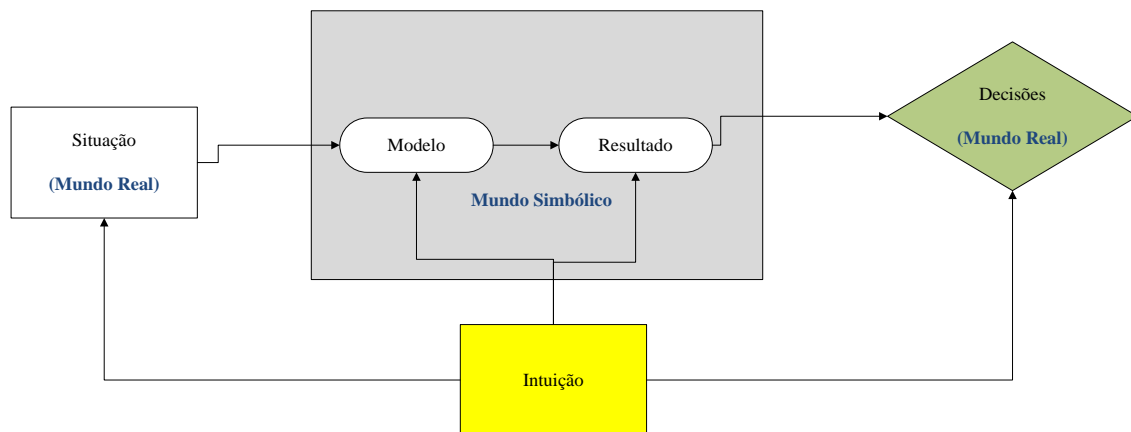 Situação
(Mundo Real)
Modelo
Resultado
Mundo Simbólico
Decisões
(Mundo Real)
Intuição